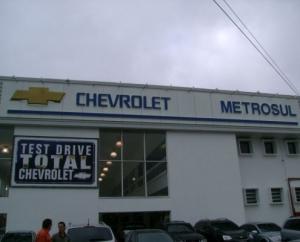 CHEVROLET METROSUL
TEST DRIVE
TOTAL
CHEVROLET